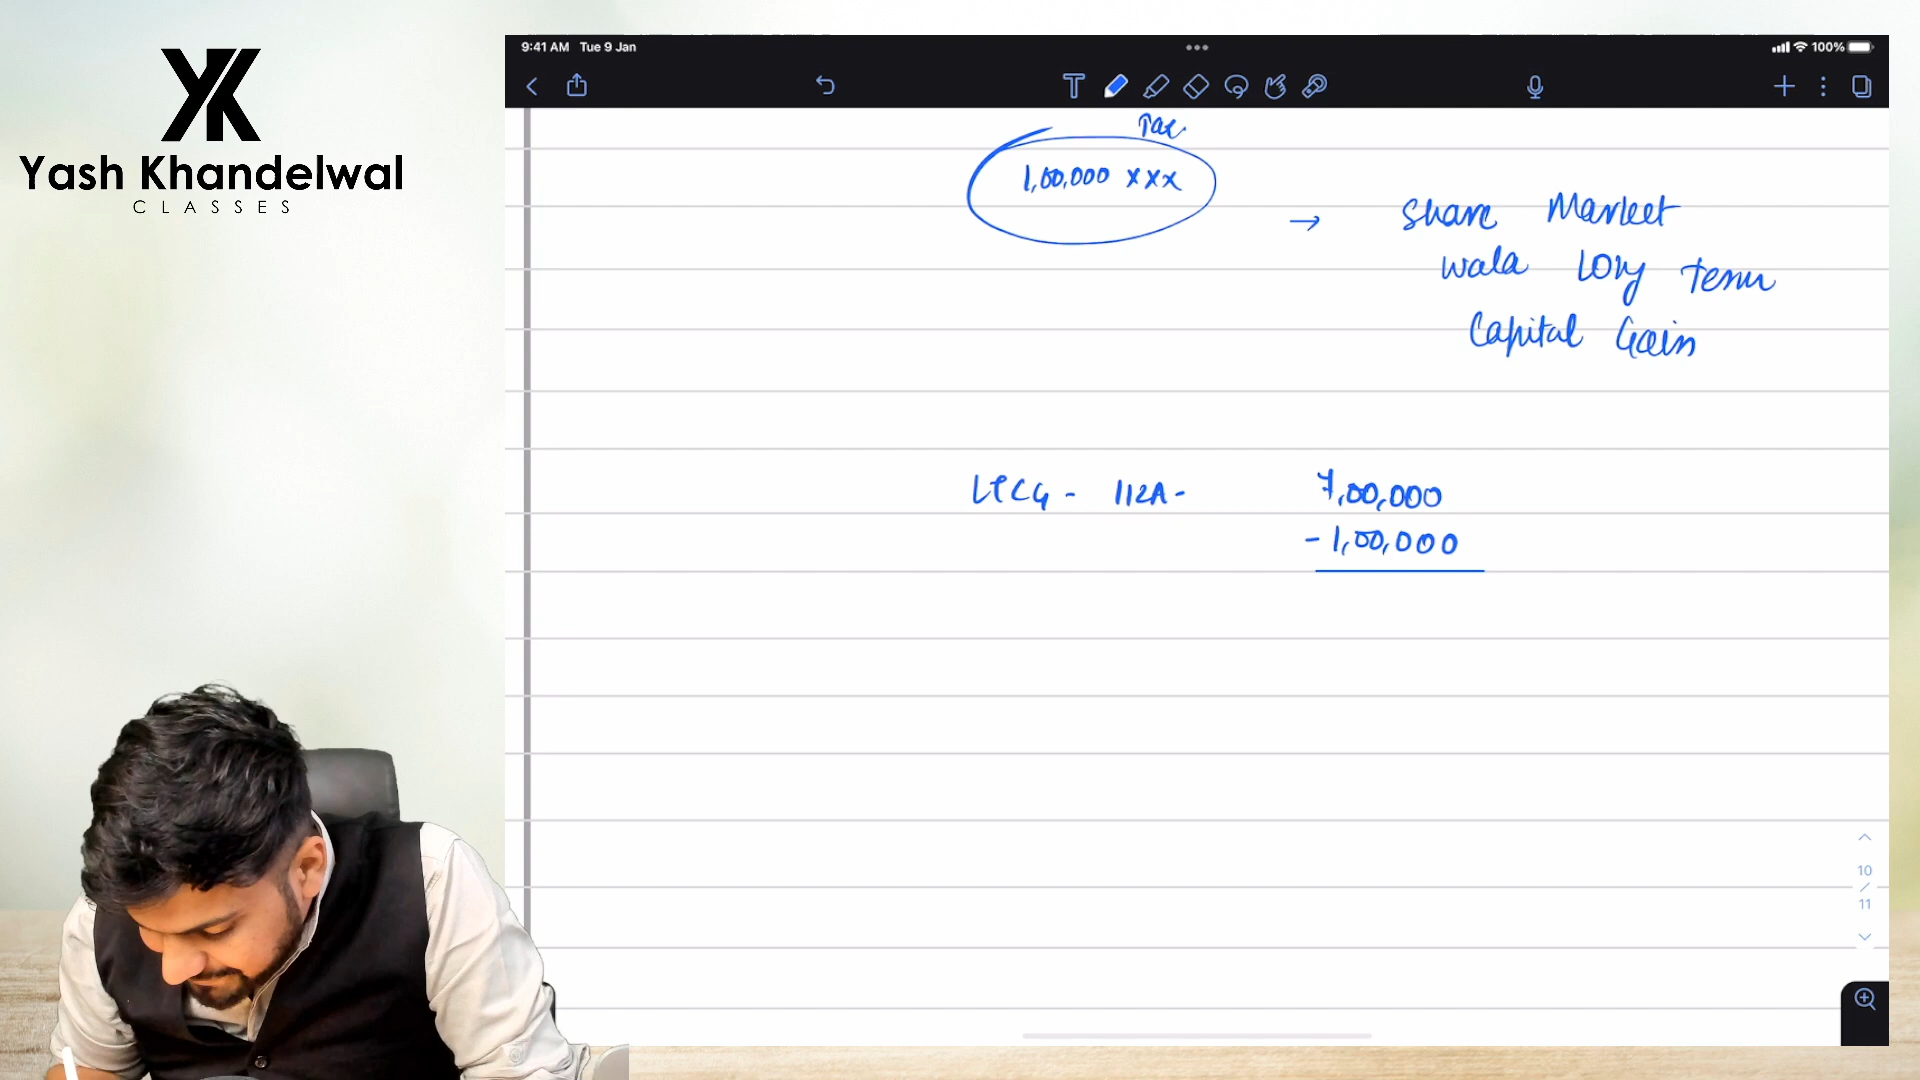 YK
Yash Khandelwal
CLASSES
9:41 AM Tue 9 Jan
100%
Tax
1,00,000 xxx
→ Share Market
wala Long Term
Capital Gain
LTCG - 112A - 7,00,000
- 1,00,000
10
/
11